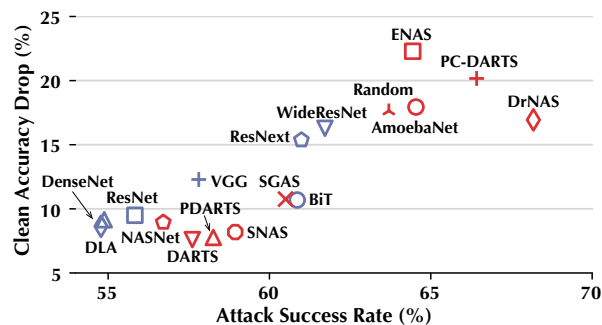 Clean Accuracy Drop (%)
25
20
15
10
5
ENAS
PC-DARTS
Random
DrNAS
WideResNet
AmoebaNet
ResNext
DenseNet
VGG
SGAS
ResNet
PDARTS
BiT
DLA
NASNet
SNAS
DARTS
55
60
65
70
Attack Success Rate (%)